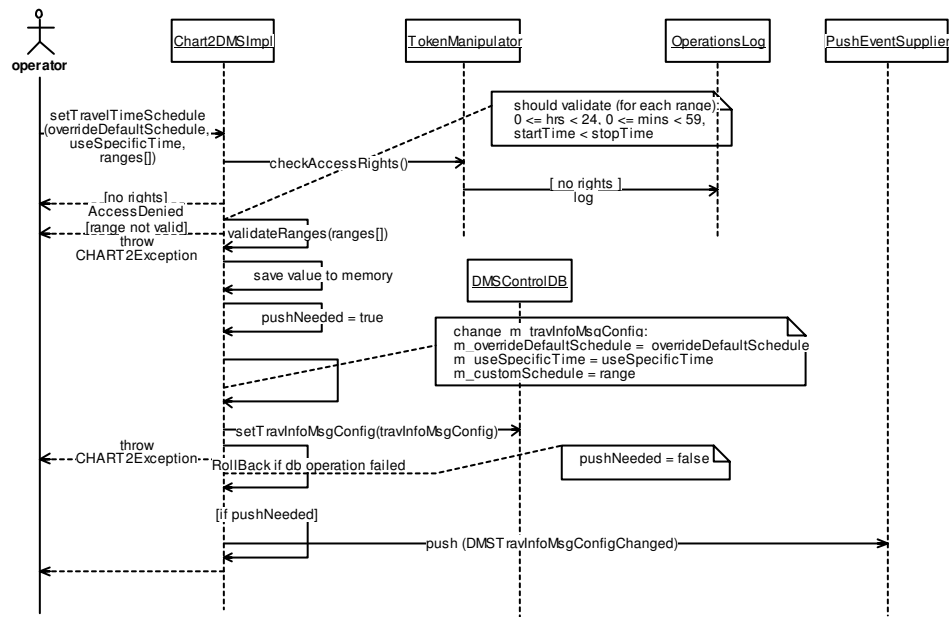 operator
Chart2DMSImpl
TokenManipulator
OperationsLog
PushEventSupplier
should validate (for each range):
0 <= hrs < 24, 0 <= mins < 59,
startTime < stopTime
setTravelTimeSchedule
(overrideDefaultSchedule,
useSpecificTime,
ranges[])
checkAccessRights()
[ no rights ]
log
[no rights]
AccessDenied
[range not valid]
throw
CHART2Exception
validateRanges(ranges[])
save value to memory
pushNeeded = true
DMSControlDB
change m_travInfoMsgConfig:
m_overrideDefaultSchedule = overrideDefaultSchedule
m_useSpecificTime = useSpecificTime
m_customSchedule = range
setTravInfoMsgConfig(travInfoMsgConfig)
throw
CHART2Exception
RollBack if db operation failed
pushNeeded = false
[if pushNeeded]
push (DMSTravInfoMsgConfigChanged)